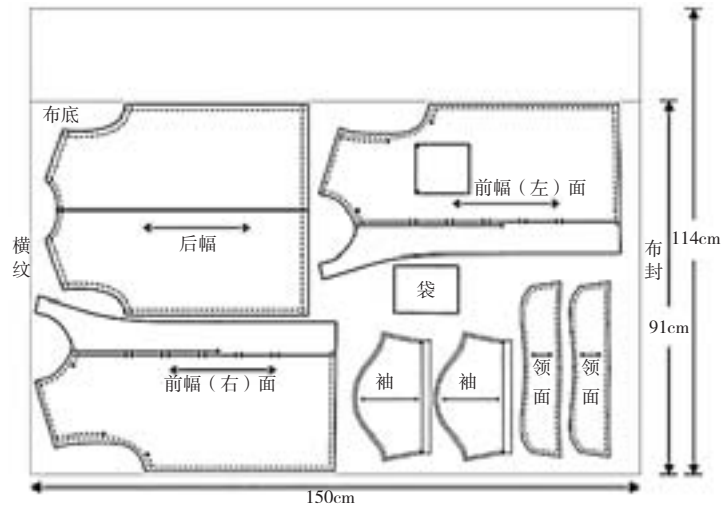 布底
前幅（左）面
后幅
横纹
布封
114cm
袋
91cm
前幅（右）面
袖
袖
领面
领面
150cm